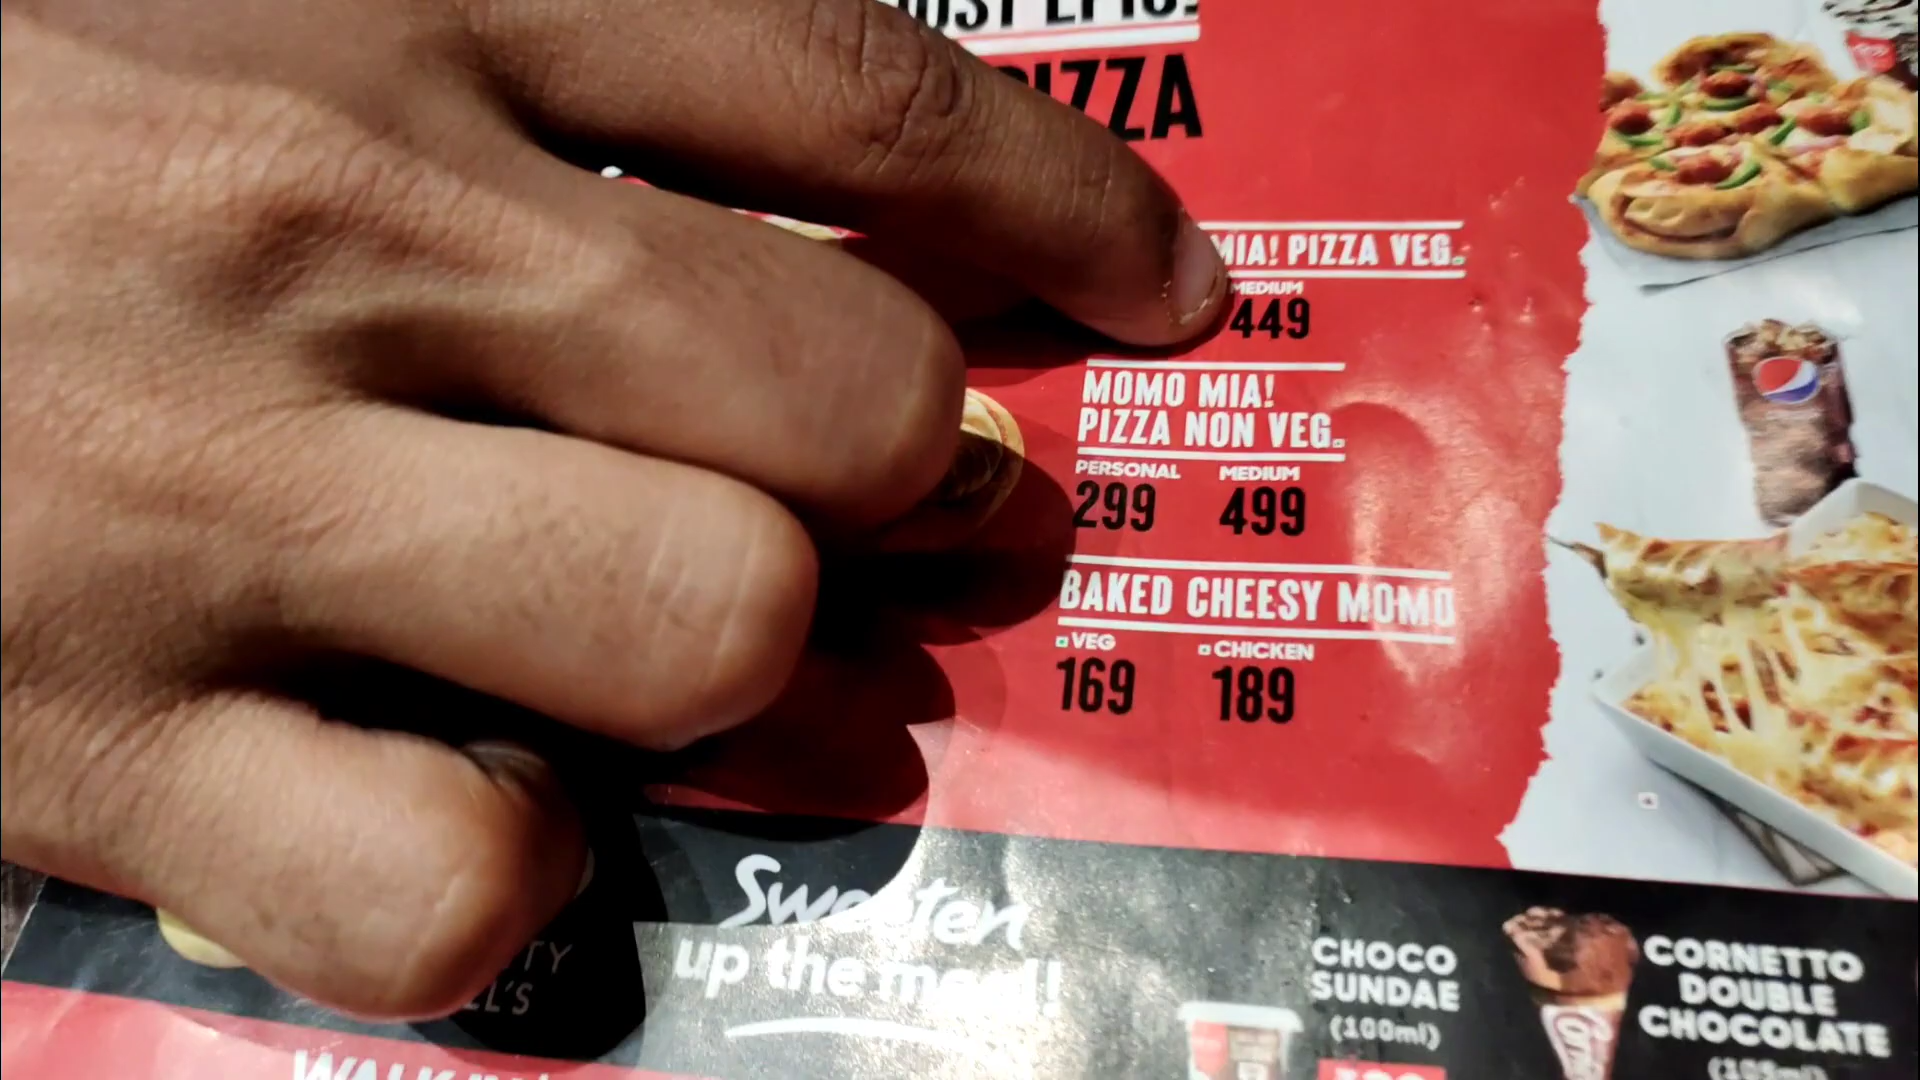 PIZZA
MIA! PIZZA VEG.
MEDIUM
449
MOMO MIA!
PIZZA NON VEG.
PERSONAL MEDIUM
299 499
BAKED CHEESY MOMO
VEG CHICKEN
169 189
Sweeten
up the meal!
CHOCO
SUNDAE
(100ml)
CORNETTO
DOUBLE
CHOCOLATE
(105ml)